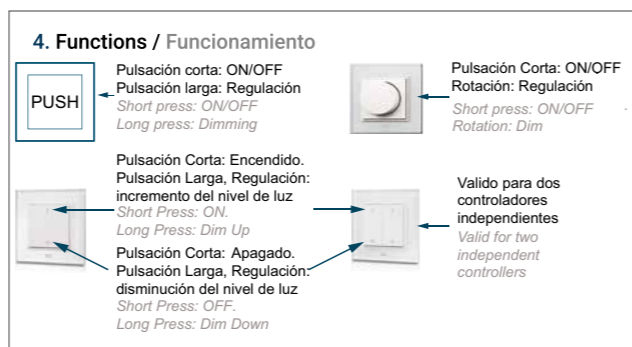 4. Functions / Funcionamiento
PUSH
Pulsación corta: ON/OFF
Pulsación larga: Regulación
Short press: ON/OFF
Long press: Dimming
Pulsación Corta: ON/OFF
Rotación: Regulación
Short press: ON/OFF
Rotation: Dim
Pulsación Corta: Encendido.
Pulsación Larga, Regulación:
incremento del nivel de luz
Short Press: ON.
Long Press: Dim Up
Pulsación Corta: Apagado.
Pulsación Larga, Regulación:
disminución del nivel de luz
Short Press: OFF.
Long Press: Dim Down
Valido para dos
controladores
independientes
Valid for two
independent
controllers